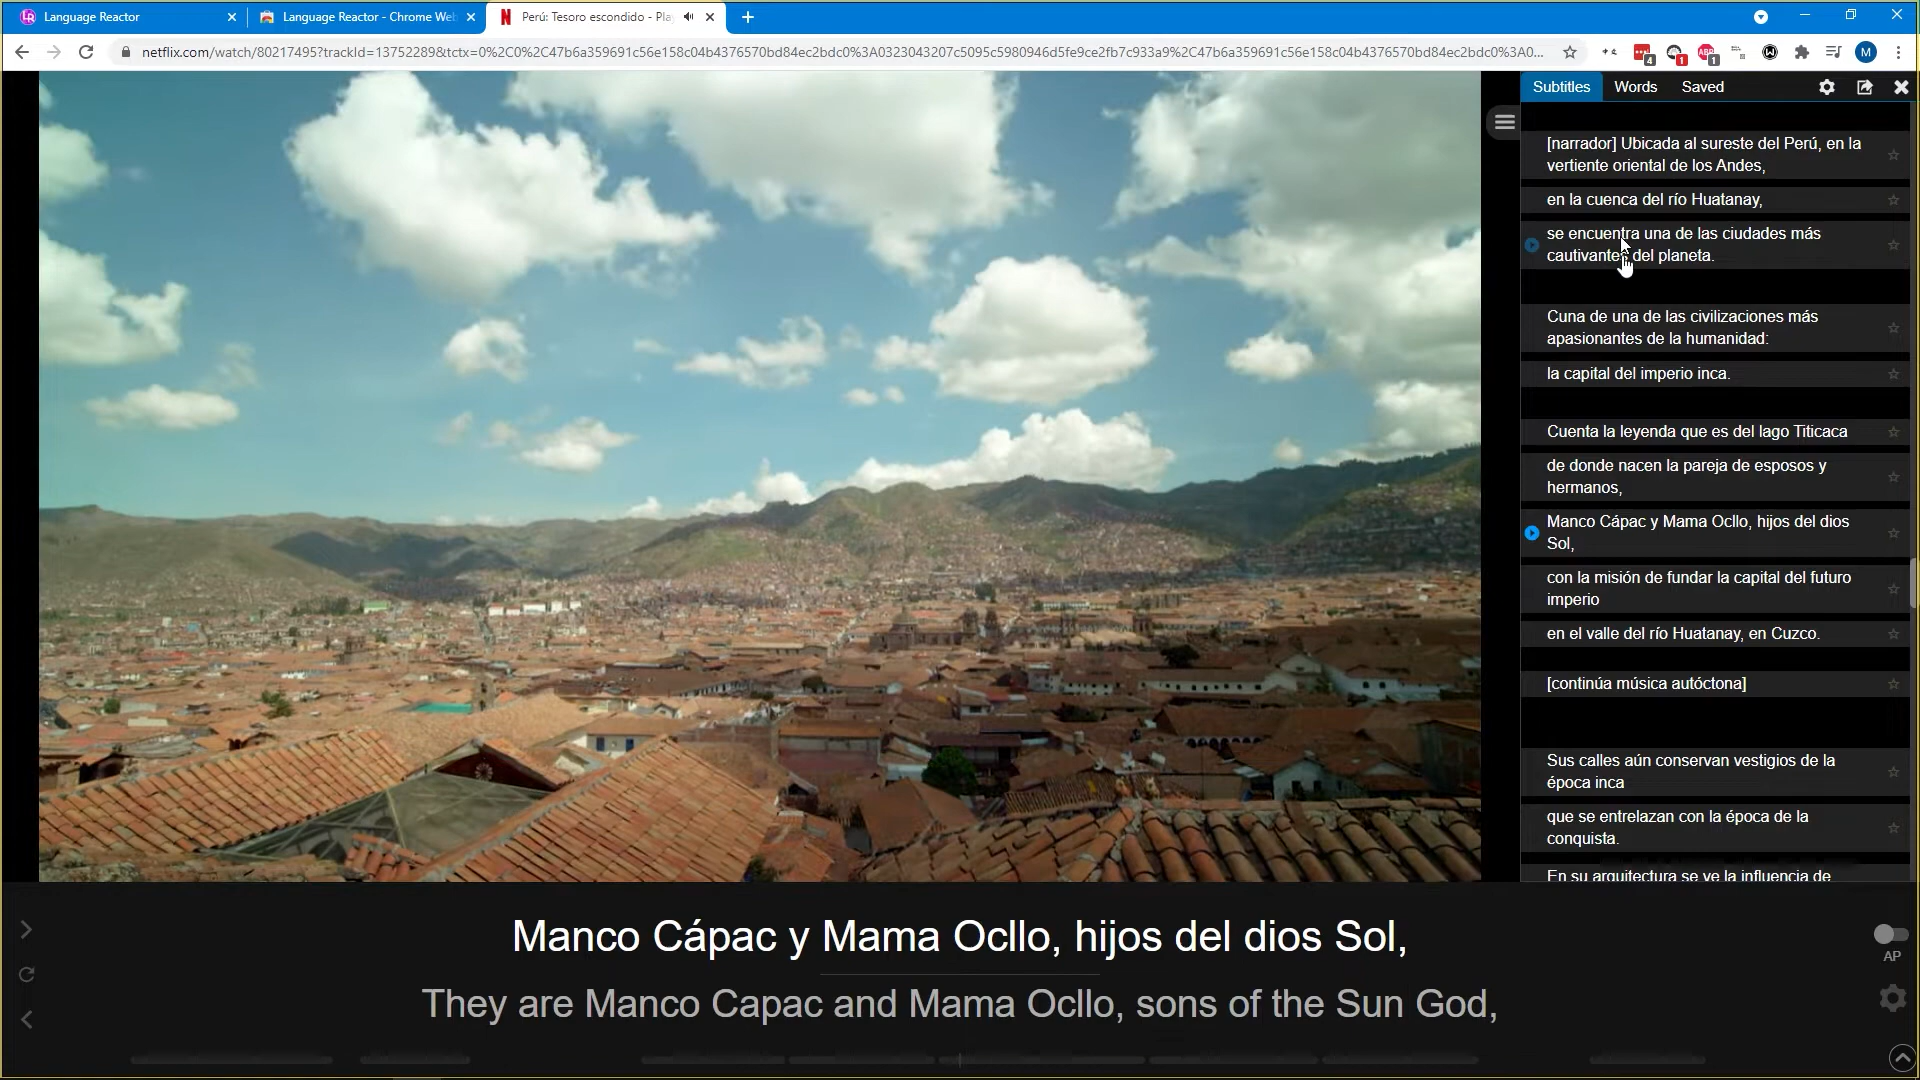 Language Reactor
Language Reactor - Chrome Web
Perú: Tesoro escondido - Pla
netflix.com/watch/80217495?trackId=13752289&tctx=0%2C0%2C47b6a359691c56e158c04b4376570bd84ec2bdc0%3A0323043207c5095c5980946d5fe9ce2fb7c933a9%2C47b6a359691c56e158c04b4376570bd84ec2bdc0%3A0...
4
1
ABP
1
M
Subtitles Words Saved
[narrador] Ubicada al sureste del Perú, en la
vertiente oriental de los Andes,
en la cuenca del río Huatanay,
se encuentra una de las ciudades más
cautivantes del planeta.
Cuna de una de las civilizaciones más
apasionantes de la humanidad:
la capital del imperio inca.
Cuenta la leyenda que es del lago Titicaca
de donde nacen la pareja de esposos y
hermanos,
Manco Cápac y Mama Ocllo, hijos del dios
Sol,
con la misión de fundar la capital del futuro
imperio
en el valle del río Huatanay, en Cuzco.
[continúa música autóctona]
Sus calles aún conservan vestigios de la
época inca
que se entrelazan con la época de la
conquista.
En su arquitectura se ve la influencia de
Manco Cápac y Mama Ocllo, hijos del dios Sol,
They are Manco Capac and Mama Ocllo, sons of the Sun God,
AP